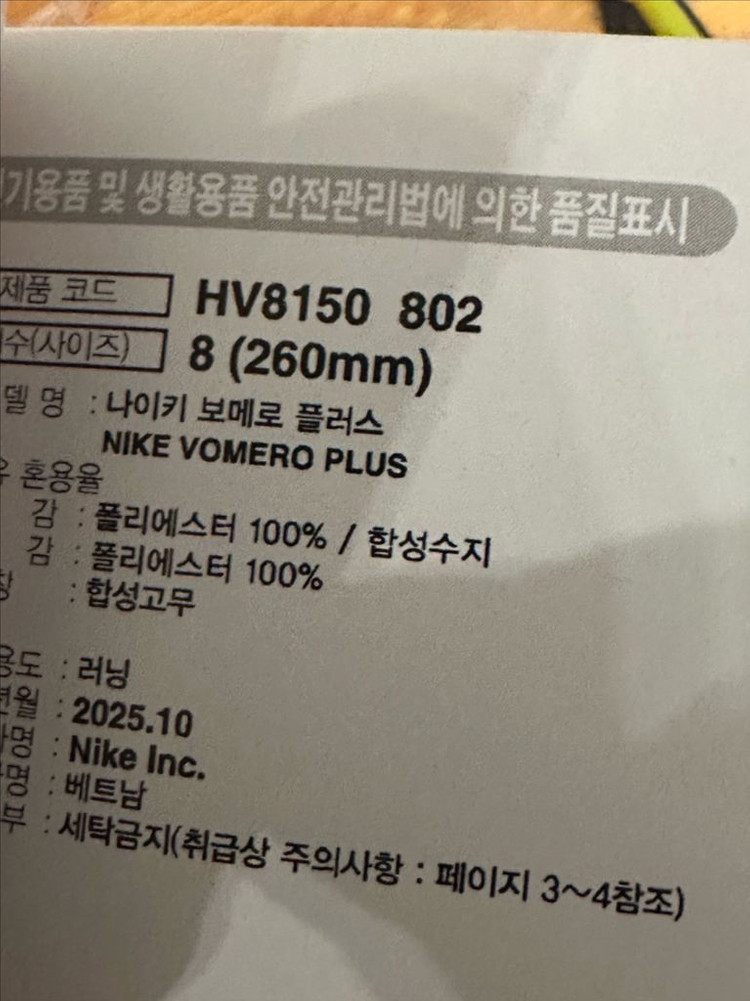 기용품 및 생활용품 안전관리법에 의한 품질표시
제품 코드 HV8150 802
수(사이즈) 8 (260mm)
델 명 : 나이키 보메로 플러스
NIKE VOMERO PLUS
혼용율
감 : 폴리에스터 100% / 합성수지
감 : 폴리에스터 100%
창 : 합성고무
용도 : 러닝
년월 : 2025.10
명 : Nike Inc.
명 : 베트남
부 : 세탁금지(취급상 주의사항 : 페이지 3~4참조)